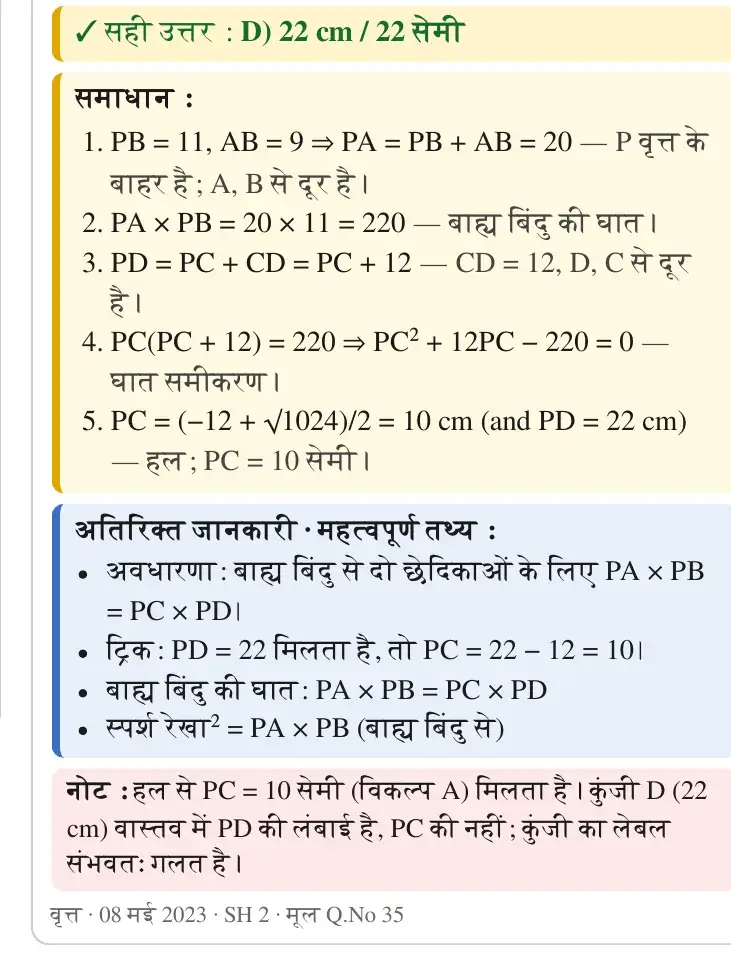 ✓ सही उत्तर : D) 22 cm / 22 सेमी
समाधान :
1. PB = 11, AB = 9 ⇒ PA = PB + AB = 20 — P वृत्त के
बाहर है ; A, B से दूर है ।
2. PA × PB = 20 × 11 = 220 — बाह्य बिंदु की घात ।
3. PD = PC + CD = PC + 12 — CD = 12, D, C से दूर
है ।
4. PC(PC + 12) = 220 ⇒ PC² + 12PC − 220 = 0 —
घात समीकरण ।
5. PC = (−12 + √1024)/2 = 10 cm (and PD = 22 cm)
— हल ; PC = 10 सेमी ।
अतिरिक्त जानकारी · महत्वपूर्ण तथ्य :
• अवधारणा : बाह्य बिंदु से दो छेदिकाओं के लिए PA × PB
= PC × PD।
• ट्रिक : PD = 22 मिलता है, तो PC = 22 − 12 = 10।
• बाह्य बिंदु की घात : PA × PB = PC × PD
• स्पर्श रेखा² = PA × PB (बाह्य बिंदु से)
नोट : हल से PC = 10 सेमी (विकल्प A) मिलता है । कुंजी D (22
cm) वास्तव में PD की लंबाई है, PC की नहीं ; कुंजी का लेबल
संभवतः गलत है ।
वृत्त · 08 मई 2023 · SH 2 · मूल Q.No 35